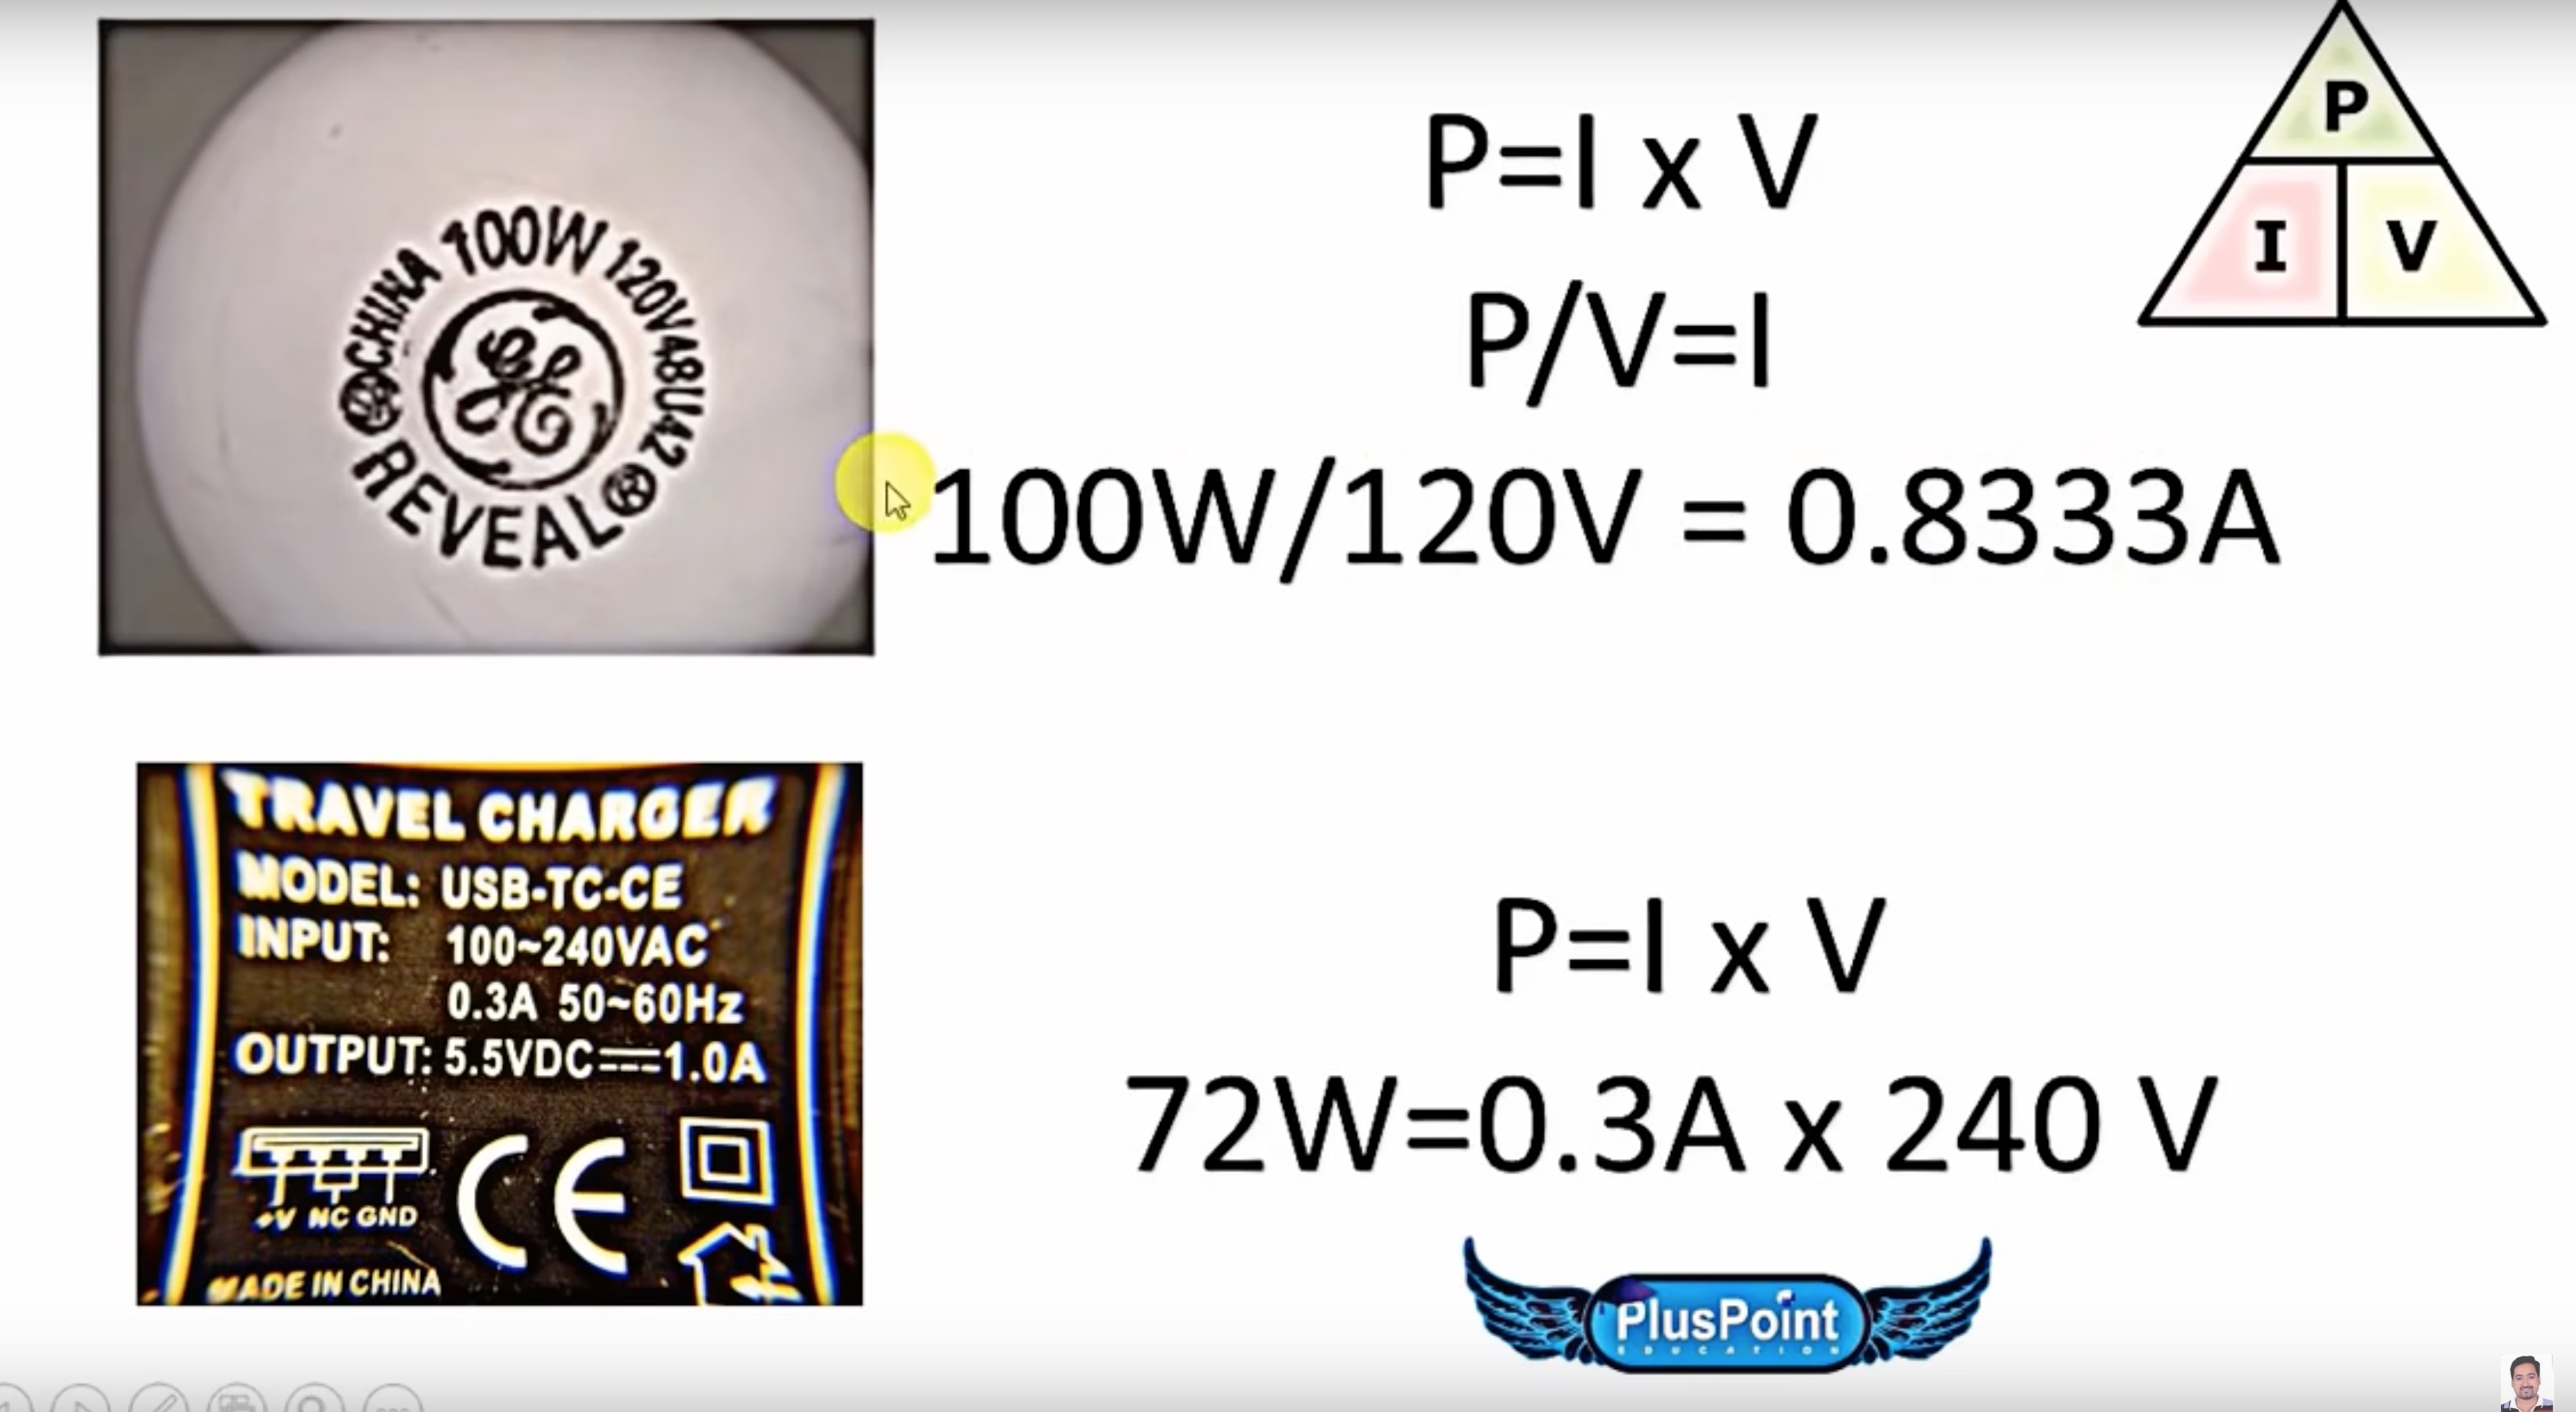 CHINA 100W 120V48U42
GE
REVEAL
P=I x V
P/V=I
100W/120V = 0.8333A
P
I V
TRAVEL CHARGER
MODEL: USB-TC-CE
INPUT: 100~240VAC
0.3A 50~60Hz
OUTPUT: 5.5VDC⎓1.0A
+V NC GND
CE
MADE IN CHINA
P=I x V
72W=0.3A x 240 V
PlusPoint
EDUCATION